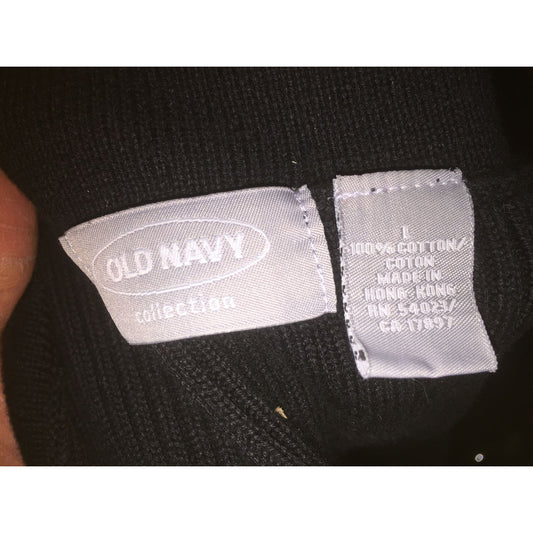 OLD NAVY
collection
L
100% COTTON/
COTON
MADE IN
HONG KONG
RN 54023/
CA 17897